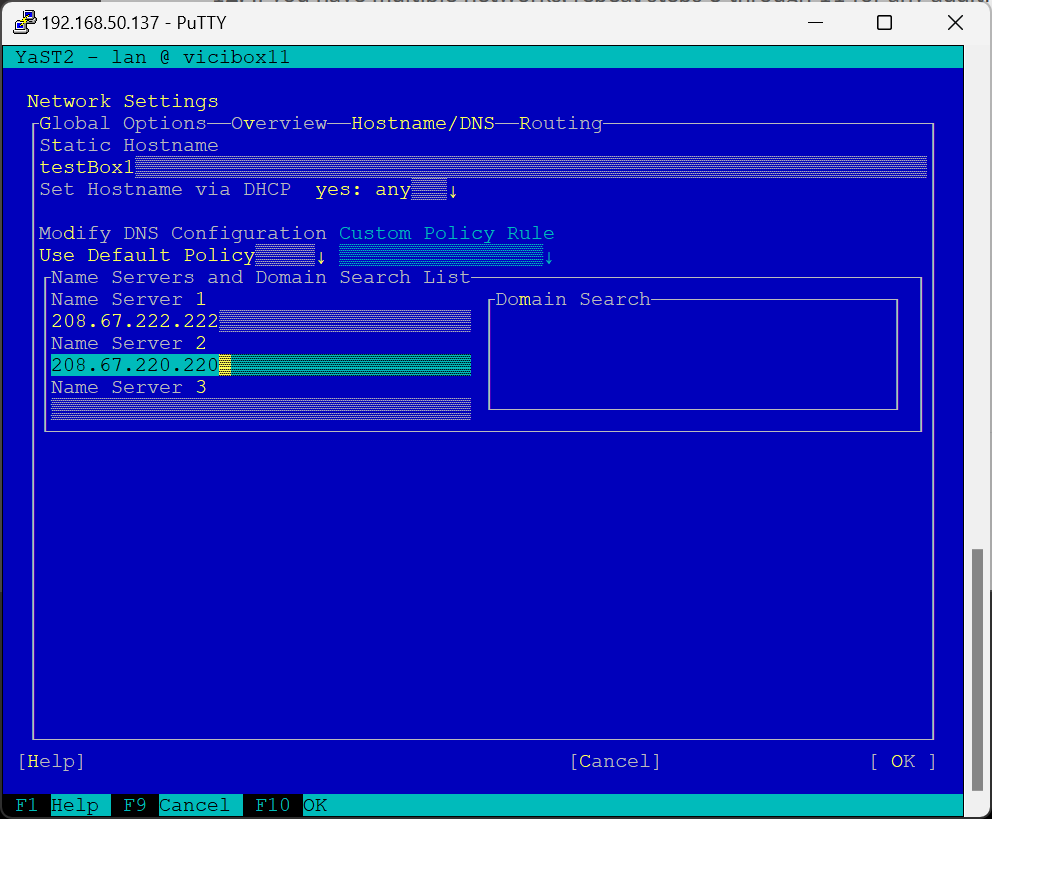 192.168.50.137 - PuTTY
YaST2 - lan @ vicibox11
Network Settings
Global Options Overview Hostname/DNS Routing
Static Hostname
testBox1
Set Hostname via DHCP yes: any↓
Modify DNS Configuration Custom Policy Rule
Use Default Policy↓ ↓
Name Servers and Domain Search List
Name Server 1 Domain Search
208.67.222.222
Name Server 2
208.67.220.220
Name Server 3
[Help] [Cancel] [ OK ]
F1 Help F9 Cancel F10 OK